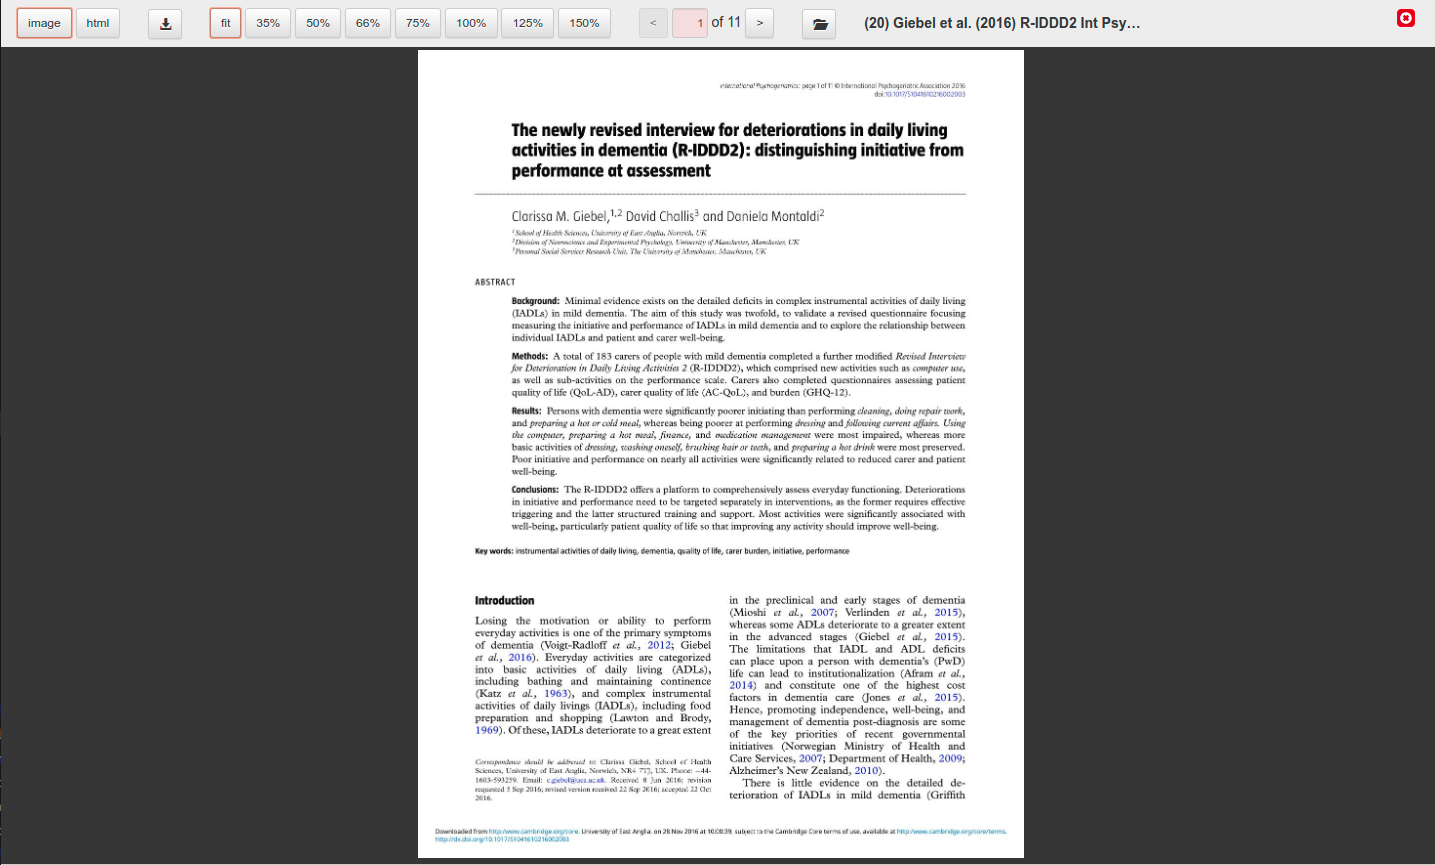 image html fit 35% 50% 66% 75% 100% 125% 150% < 1 of 11 > (20) Giebel et al. (2016) R-IDDD2 Int Psy…
International Psychogeriatrics: page 1 of 11 © International Psychogeriatric Association 2016
doi:10.1017/S1041610216002003
The newly revised interview for deteriorations in daily living
activities in dementia (R-IDDD2): distinguishing initiative from
performance at assessment
Clarissa M. Giebel,1,2 David Challis3 and Daniela Montaldi2
1School of Health Sciences, University of East Anglia, Norwich, UK
2Division of Neuroscience and Experimental Psychology, University of Manchester, Manchester, UK
3Personal Social Services Research Unit, The University of Manchester, Manchester, UK
ABSTRACT
Background: Minimal evidence exists on the detailed deficits in complex instrumental activities of daily living
(IADLs) in mild dementia. The aim of this study was twofold, to validate a revised questionnaire focusing
measuring the initiative and performance of IADLs in mild dementia and to explore the relationship between
individual IADLs and patient and carer well-being.
Methods: A total of 183 carers of people with mild dementia completed a further modified Revised Interview
for Deterioration in Daily Living Activities 2 (R-IDDD2), which comprised new activities such as computer use,
as well as sub-activities on the performance scale. Carers also completed questionnaires assessing patient
quality of life (QoL-AD), carer quality of life (AC-QoL), and burden (GHQ-12).
Results: Persons with dementia were significantly poorer initiating than performing cleaning, doing repair work,
and preparing a hot or cold meal, whereas being poorer at performing dressing and following current affairs. Using
the computer, preparing a hot meal, finance, and medication management were most impaired, whereas more
basic activities of dressing, washing oneself, brushing hair or teeth, and preparing a hot drink were most preserved.
Poor initiative and performance on nearly all activities were significantly related to reduced carer and patient
well-being.
Conclusions: The R-IDDD2 offers a platform to comprehensively assess everyday functioning. Deteriorations
in initiative and performance need to be targeted separately in interventions, as the former requires effective
triggering and the latter structured training and support. Most activities were significantly associated with
well-being, particularly patient quality of life so that improving any activity should improve well-being.
Key words: instrumental activities of daily living, dementia, quality of life, carer burden, initiative, performance
Introduction
Losing the motivation or ability to perform
everyday activities is one of the primary symptoms
of dementia (Voigt-Radloff et al., 2012; Giebel
et al., 2016). Everyday activities are categorized
into basic activities of daily living (ADLs),
including bathing and maintaining continence
(Katz et al., 1963), and complex instrumental
activities of daily livings (IADLs), including food
preparation and shopping (Lawton and Brody,
1969). Of these, IADLs deteriorate to a great extent
Correspondence should be addressed to: Clarissa Giebel, School of Health
Sciences, University of East Anglia, Norwich, NR4 7TJ, UK. Phone: –44-
1603-593259. Email: c.giebel@uea.ac.uk. Received 8 Jun 2016; revision
requested 5 Sep 2016; revised version received 22 Sep 2016; accepted 22 Oct
2016.
in the preclinical and early stages of dementia
(Mioshi et al., 2007; Verlinden et al., 2015),
whereas some ADLs deteriorate to a greater extent
in the advanced stages (Giebel et al., 2015).
The limitations that IADL and ADL deficits
can place upon a person with dementia's (PwD)
life can lead to institutionalization (Afram et al.,
2014) and constitute one of the highest cost
factors in dementia care (Jones et al., 2015).
Hence, promoting independence, well-being, and
management of dementia post-diagnosis are some
of the key priorities of recent governmental
initiatives (Norwegian Ministry of Health and
Care Services, 2007; Department of Health, 2009;
Alzheimer's New Zealand, 2010).
There is little evidence on the detailed de-
terioration of IADLs in mild dementia (Griffith
Downloaded from http:/www.cambridge.org/core. University of East Anglia, on 28 Nov 2016 at 10:08:39, subject to the Cambridge Core terms of use, available at http:/www.cambridge.org/core/terms.
http://dx.doi.org/10.1017/S1041610216002003